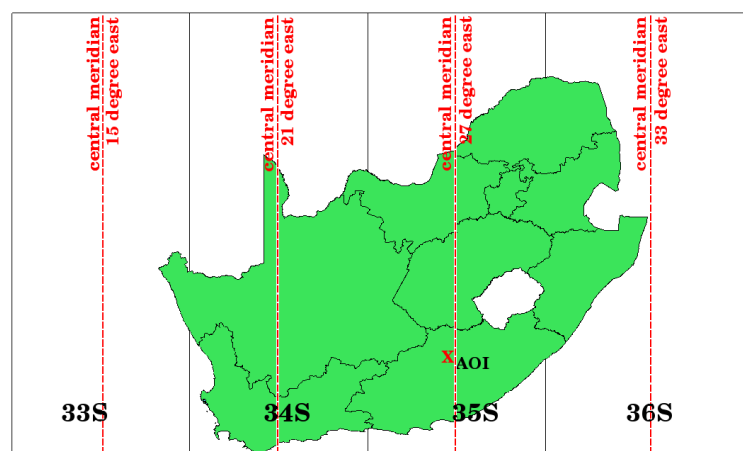 central meridian
15 degree east
central meridian
21 degree east
central meridian
27 degree east
central meridian
33 degree east
X
AOI
33S
34S
35S
36S